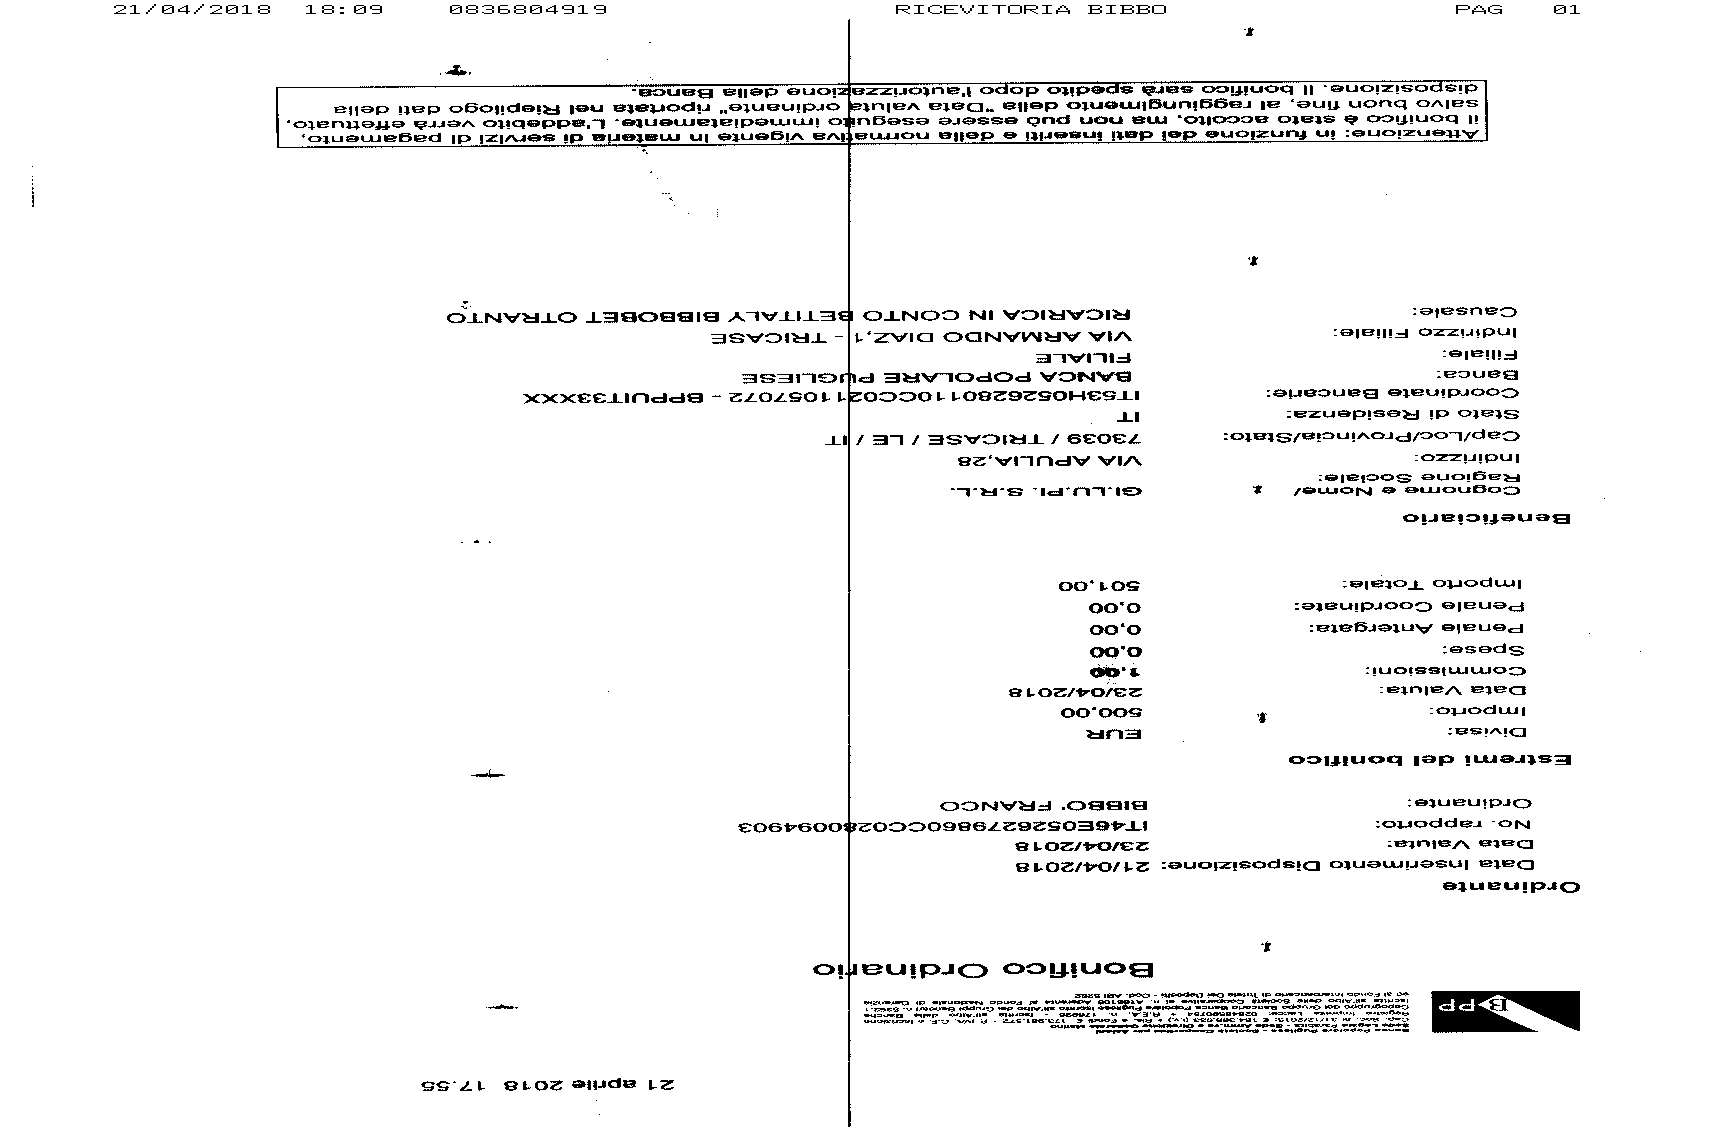 21/04/2018 18:09 0836804919 RICEVITORIA BIBBO PAG 01
21 aprile 2018 17.55
BPP
Bonifico Ordinario
Ordinante
Data Inserimento Disposizione: 21/04/2018
Data Valuta: 23/04/2018
No. rapporto: IT46E0526279860CC0280094903
Ordinante: BIBBO' FRANCO
Estremi del bonifico
Divisa: EUR
Importo: 500,00
Data Valuta: 23/04/2018
Commissioni: 1,00
Spese: 0,00
Penale Antergata: 0,00
Penale Coordinate: 0,00
Importo Totale: 501,00
Beneficiario
Cognome e Nome/ GI.LU.PI. S.R.L.
Ragione Sociale:
Indirizzo: VIA APULIA,28
Cap/Loc/Provincia/Stato: 73039 / TRICASE / LE / IT
Stato di Residenza: IT
Coordinate Bancarie: IT53H0526280110CC0211057072 - BPPUIT33XXX
Banca: BANCA POPOLARE PUGLIESE
Filiale: FILIALE
Indirizzo Filiale: VIA ARMANDO DIAZ,1 - TRICASE
Causale: RICARICA IN CONTO BETITALY BIBBOBET OTRANTO
Attenzione: in funzione dei dati inseriti e della normativa vigente in materia di servizi di pagamento,
il bonifico è stato accolto, ma non può essere eseguito immediatamente. L'addebito verrà effettuato,
salvo buon fine, al raggiungimento della "Data valuta ordinante" riportata nel Riepilogo dati della
disposizione. Il bonifico sarà spedito dopo l'autorizzazione della Banca.